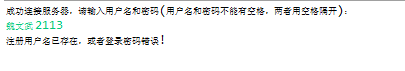 成功连接服务器，请输入用户名和密码(用户名和密码不能有空格，两者用空格隔开)：
魏文武 2113
注册用户名已存在，或者登录密码错误!